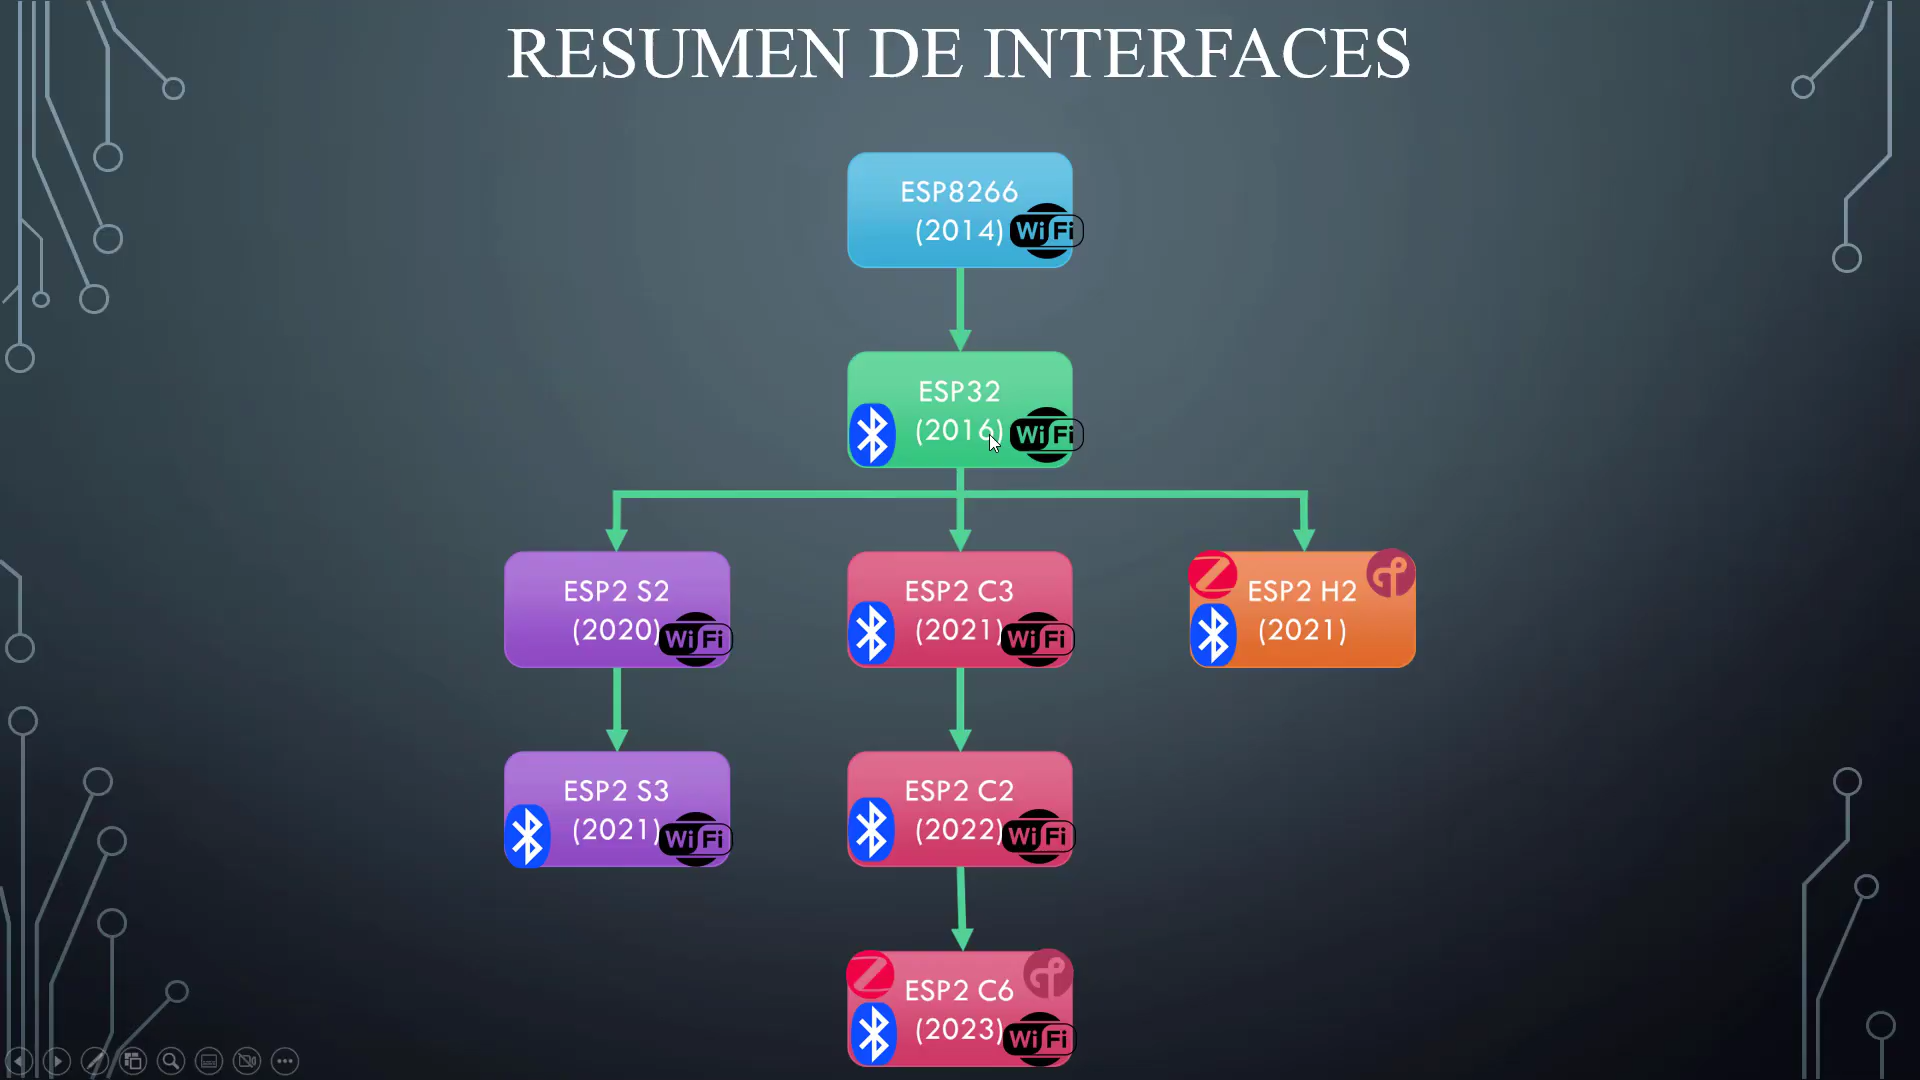 RESUMEN DE INTERFACES
ESP8266
(2014)
WiFi
ESP32
(2016)
WiFi
ESP2 S2
(2020)
WiFi
ESP2 C3
(2021)
WiFi
ESP2 H2
(2021)
ESP2 S3
(2021)
WiFi
ESP2 C2
(2022)
WiFi
ESP2 C6
(2023)
WiFi